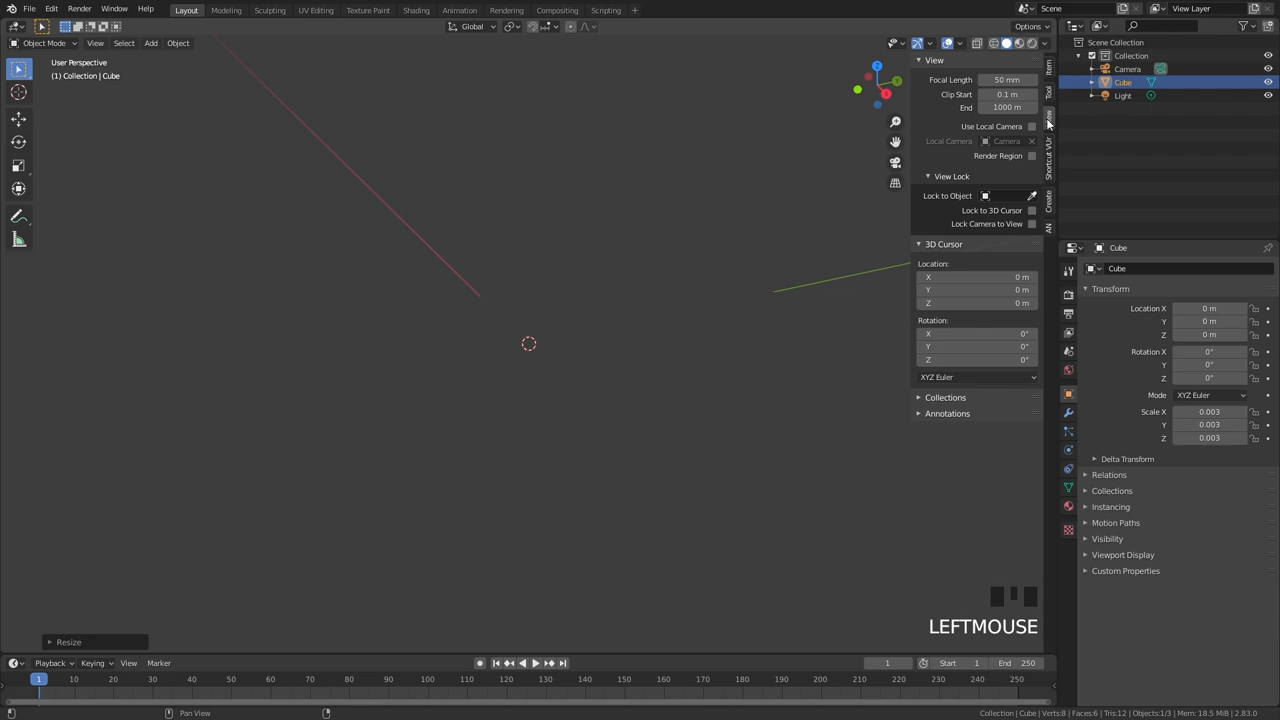 File Edit Render Window Help Layout Modeling Sculpting UV Editing Texture Paint Shading Animation Rendering Compositing Scripting + Scene View Layer
Global Options
Object Mode View Select Add Object
User Perspective
(1) Collection | Cube
View
Focal Length 50 mm
Clip Start 0.1 m
End 1000 m
Use Local Camera
Local Camera Camera
Render Region
View Lock
Lock to Object
Lock to 3D Cursor
Lock Camera to View
3D Cursor
Location:
X 0 m
Y 0 m
Z 0 m
Rotation:
X 0°
Y 0°
Z 0°
XYZ Euler
Collections
Annotations
Item
Tool
Shortcut VUr
Create
AN
X
Y
Z
Scene Collection
Collection
Camera
Cube
Light
Cube
Cube
Transform
Location X 0 m
Y 0 m
Z 0 m
Rotation X 0°
Y 0°
Z 0°
Mode XYZ Euler
Scale X 0.003
Y 0.003
Z 0.003
Delta Transform
Relations
Collections
Instancing
Motion Paths
Visibility
Viewport Display
Custom Properties
LEFTMOUSE
Resize
Playback Keying View Marker 1 Start 1 End 250
1 10 20 30 40 50 60 70 80 90 100 110 120 130 140 150 160 170 180 190 200 210 220 230 240 250
Pan View Collection | Cube | Verts:8 | Faces:6 | Tris:12 | Objects:1/3 | Mem: 18.5 MiB | 2.83.0